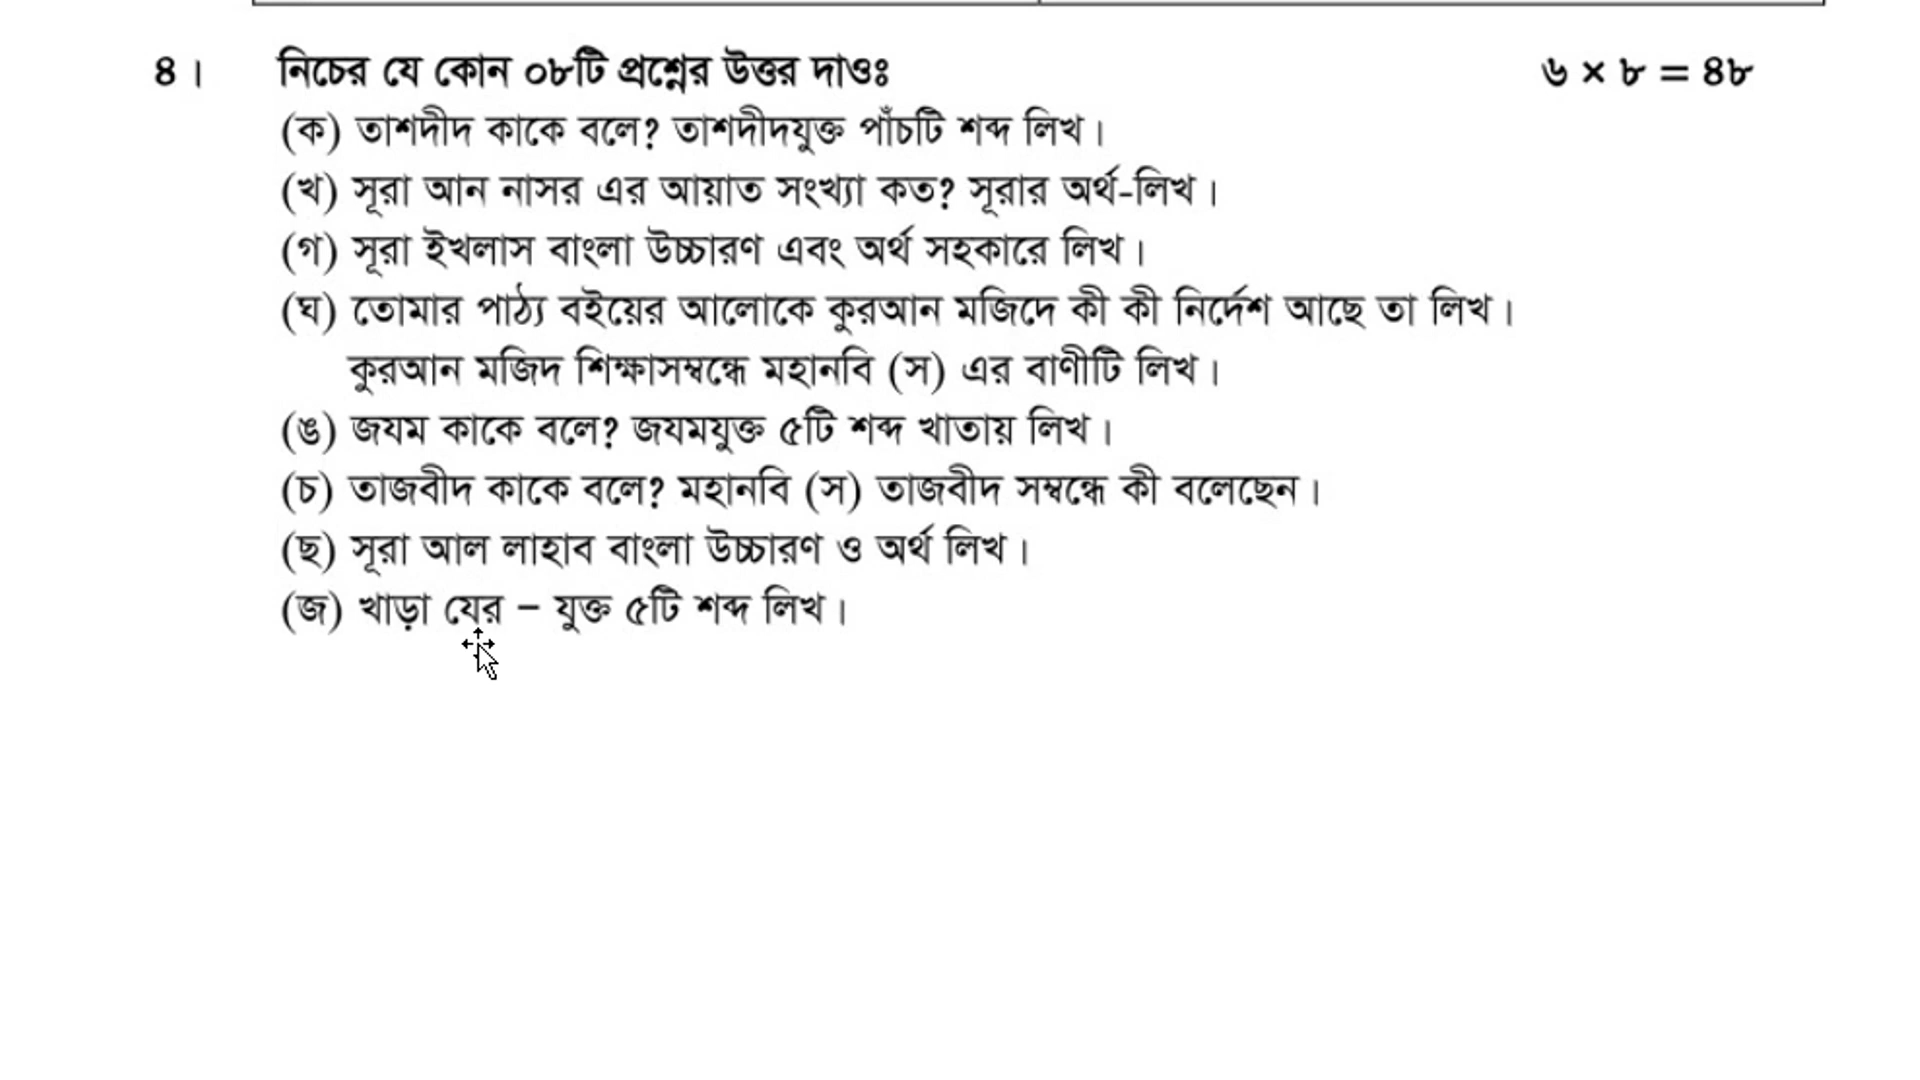 ৪। নিচের যে কোন ০৮টি প্রশ্নের উত্তর দাওঃ ৬ × ৮ = ৪৮
(ক) তাশদীদ কাকে বলে? তাশদীদযুক্ত পাঁচটি শব্দ লিখ।
(খ) সূরা আন নাসর এর আয়াত সংখ্যা কত? সূরার অর্থ-লিখ।
(গ) সূরা ইখলাস বাংলা উচ্চারণ এবং অর্থ সহকারে লিখ।
(ঘ) তোমার পাঠ্য বইয়ের আলোকে কুরআন মজিদে কী কী নির্দেশ আছে তা লিখ।
কুরআন মজিদ শিক্ষাসম্বন্ধে মহানবি (স) এর বাণীটি লিখ।
(ঙ) জযম কাকে বলে? জযমযুক্ত ৫টি শব্দ খাতায় লিখ।
(চ) তাজবীদ কাকে বলে? মহানবি (স) তাজবীদ সম্বন্ধে কী বলেছেন।
(ছ) সূরা আল লাহাব বাংলা উচ্চারণ ও অর্থ লিখ।
(জ) খাড়া যের – যুক্ত ৫টি শব্দ লিখ।